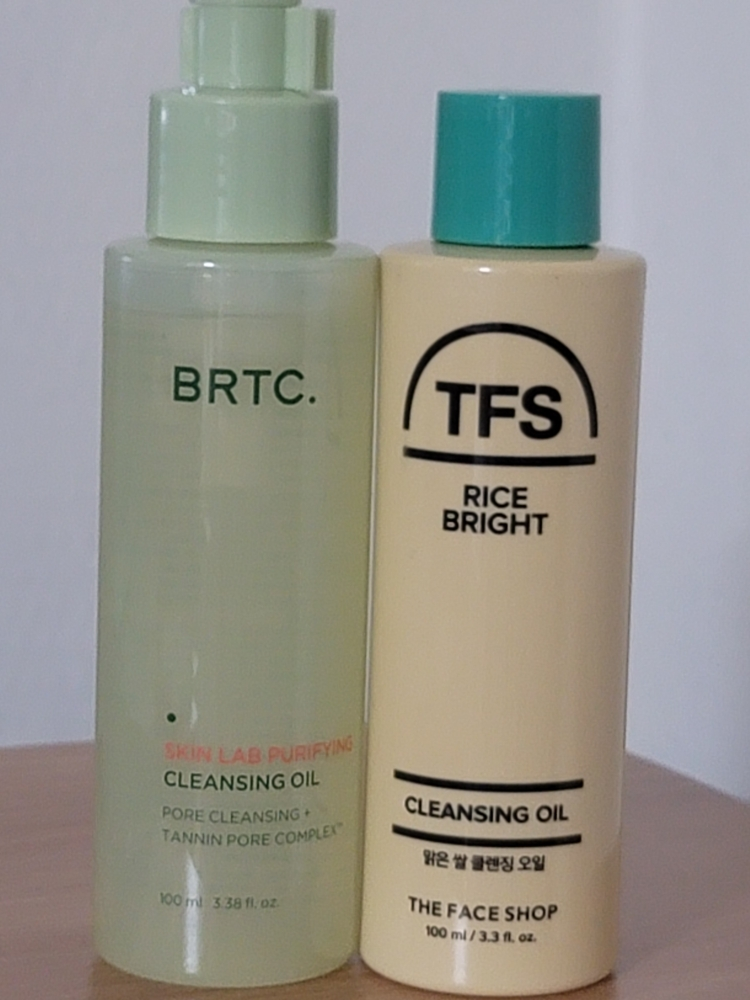 BRTC.
SKIN LAB PURIFYING
CLEANSING OIL
PORE CLEANSING +
TANNIN PORE COMPLEX™
100 ml 3.38 fl. oz.
TFS
RICE
BRIGHT
CLEANSING OIL
맑은 쌀 클렌징 오일
THE FACE SHOP
100 ml / 3.3 fl. oz.